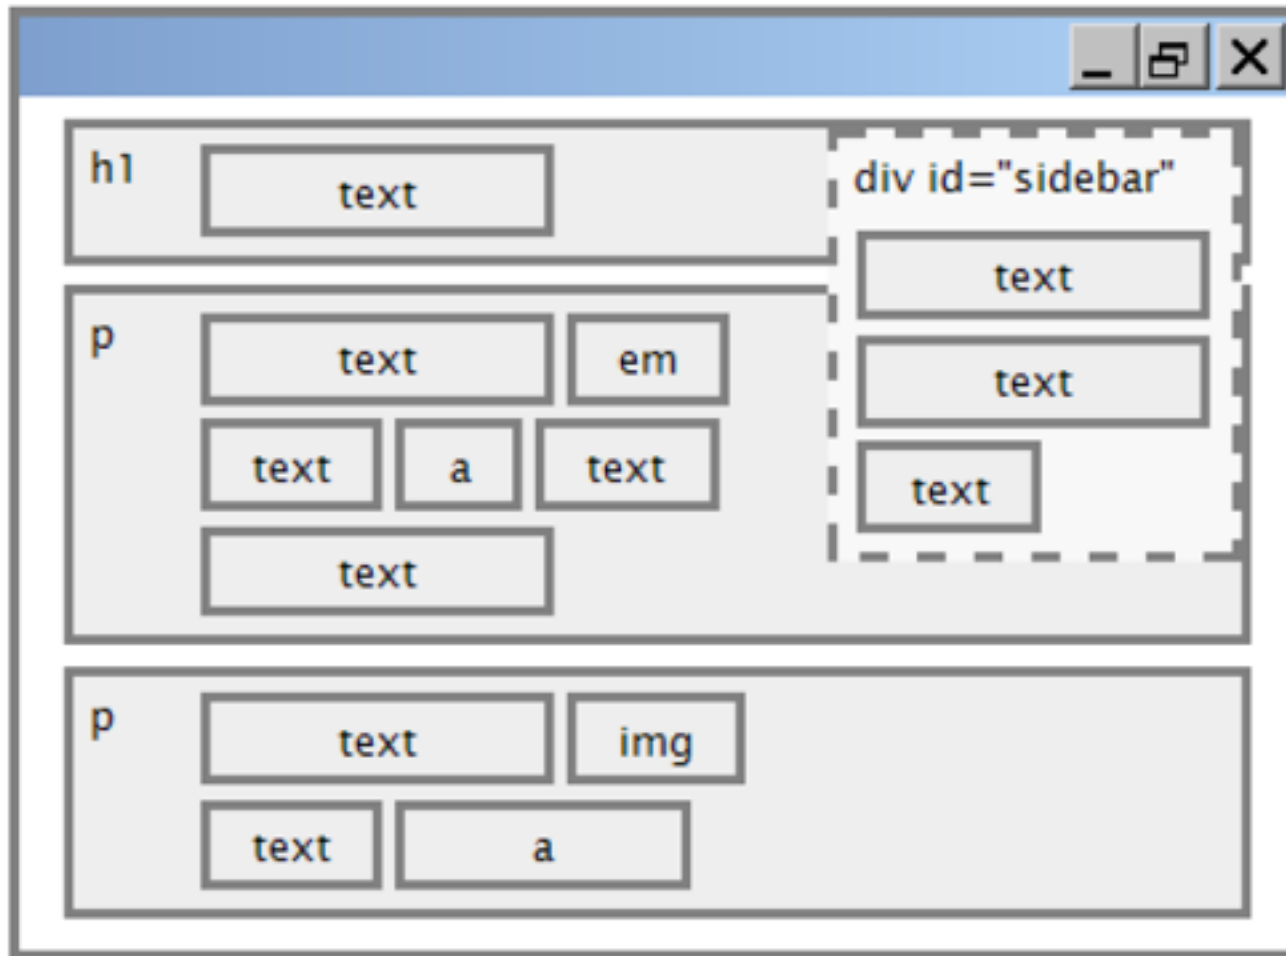 h1 text
div id="sidebar"
text
text
text
p text em
text a text
text
p text img
text a